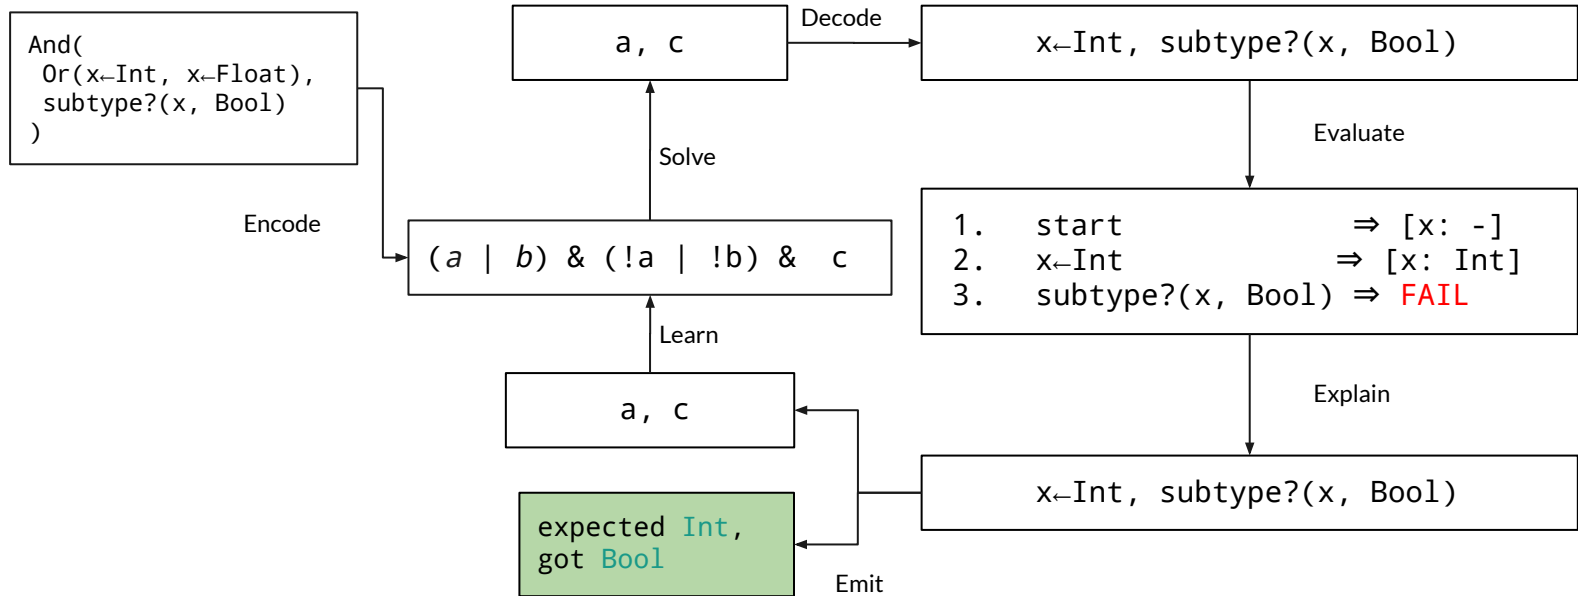 And(
Or(x←Int, x←Float),
subtype?(x, Bool)
)
Encode
(a | b) & (!a | !b) & c
Solve
a, c
Decode
x←Int, subtype?(x, Bool)
Evaluate
1. start ⇒ [x: -]
2. x←Int ⇒ [x: Int]
3. subtype?(x, Bool) ⇒ FAIL
Explain
x←Int, subtype?(x, Bool)
Learn
a, c
expected Int,
got Bool
Emit